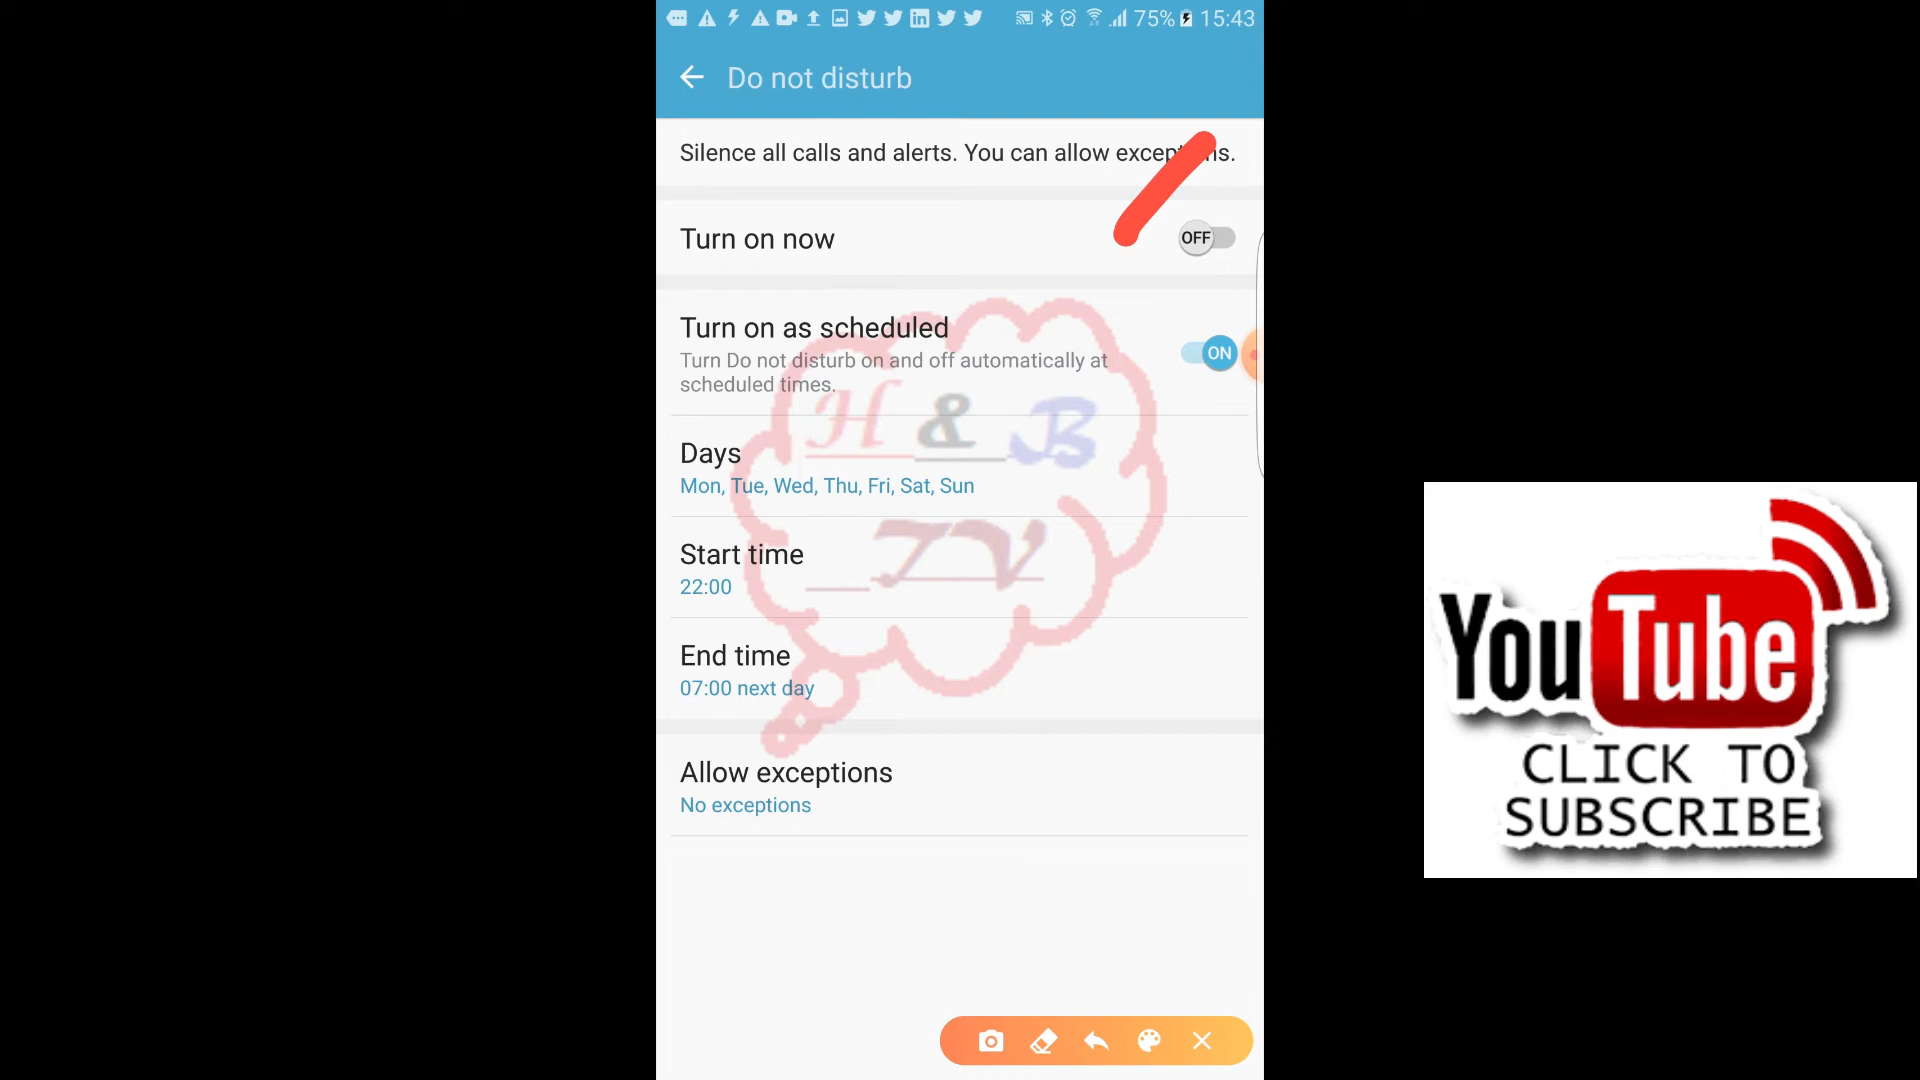 75% 15:43
Do not disturb
Silence all calls and alerts. You can allow exceptions.
Turn on now
OFF
Turn on as scheduled
Turn Do not disturb on and off automatically at
scheduled times.
ON
H & B
TV
Days
Mon, Tue, Wed, Thu, Fri, Sat, Sun
Start time
22:00
End time
07:00 next day
Allow exceptions
No exceptions
YouTube
CLICK TO
SUBSCRIBE